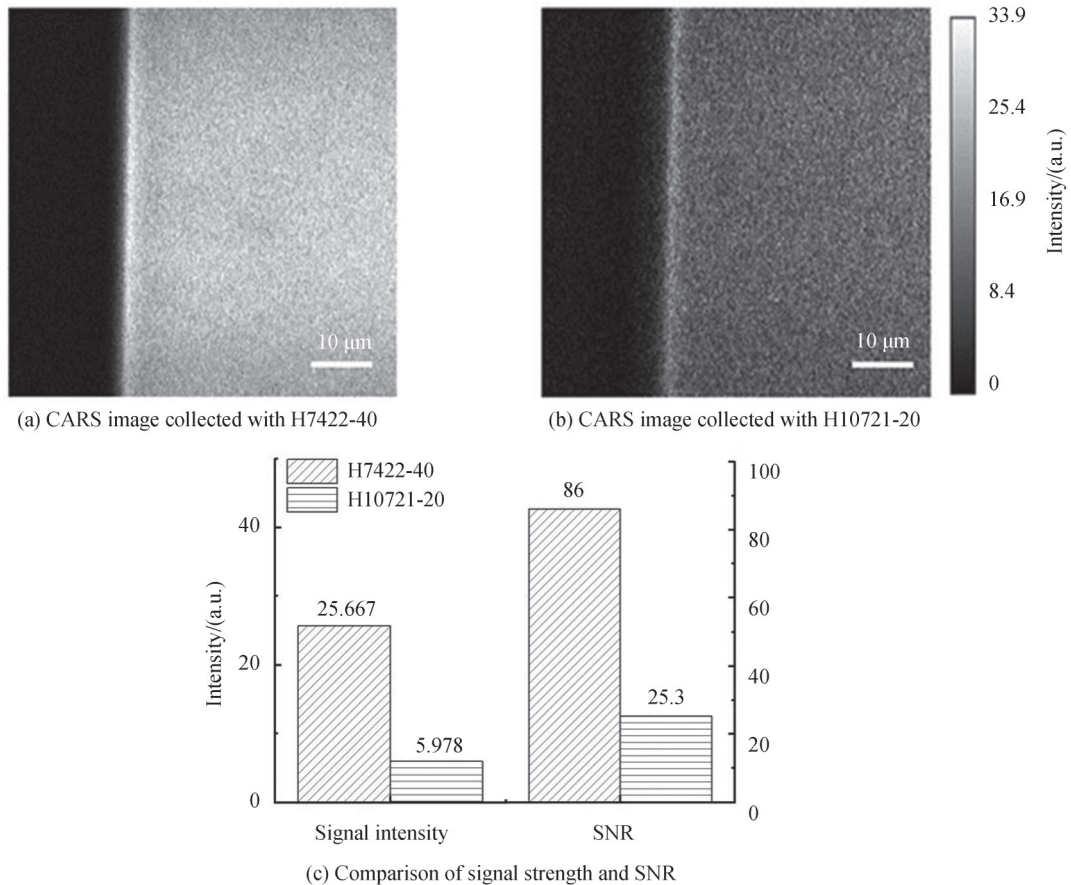 33.9
25.4
16.9
8.4
0
Intensity/(a.u.)
10 μm
10 μm
(a) CARS image collected with H7422-40
(b) CARS image collected with H10721-20
H7422-40
H10721-20
40
20
0
Intensity/(a.u.)
25.667
5.978
86
25.3
100
80
60
40
20
0
Signal intensity
SNR
(c) Comparison of signal strength and SNR